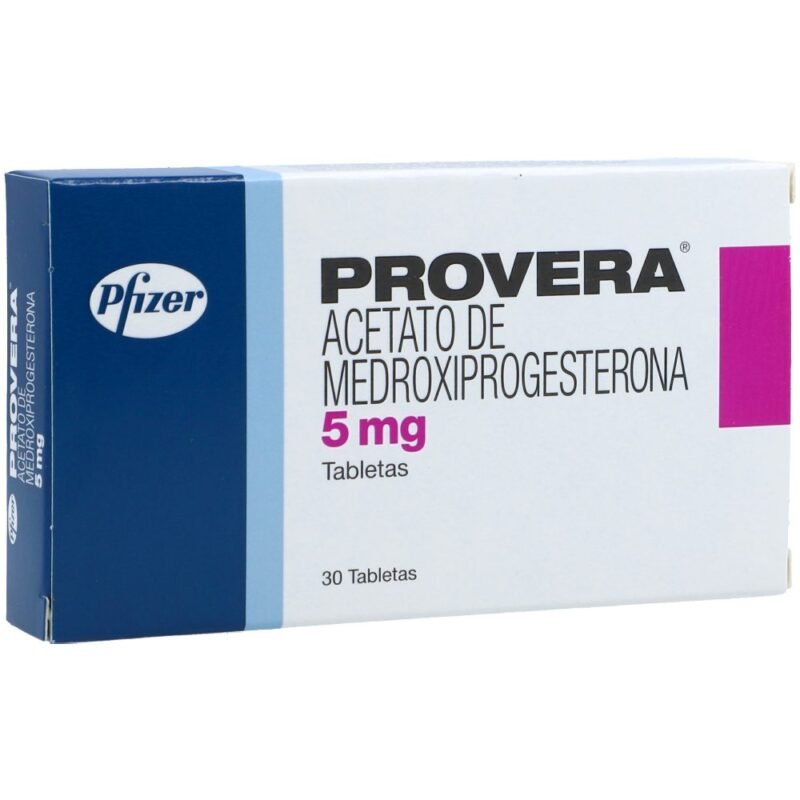 Pfizer
PROVERA®
ACETATO DE
MEDROXIPROGESTERONA
5 mg
Tabletas
30 Tabletas
Pfizer
PROVERA®
ACETATO DE
MEDROXIPROGESTERONA
5 mg